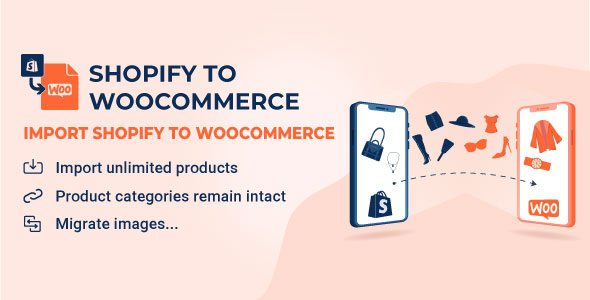 SHOPIFY TO
WOOCOMMERCE
IMPORT SHOPIFY TO WOOCOMMERCE
Import unlimited products
Product categories remain intact
Migrate images...
S
WOO
S
WOO